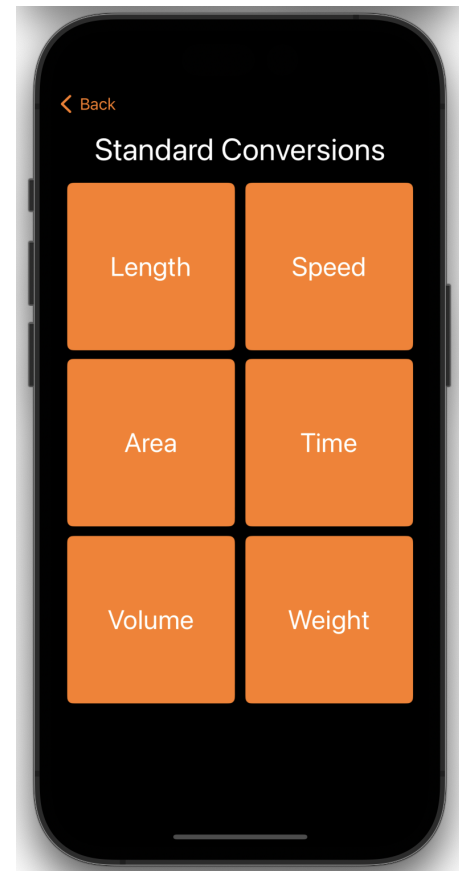 Back
Standard Conversions
Length
Speed
Area
Time
Volume
Weight